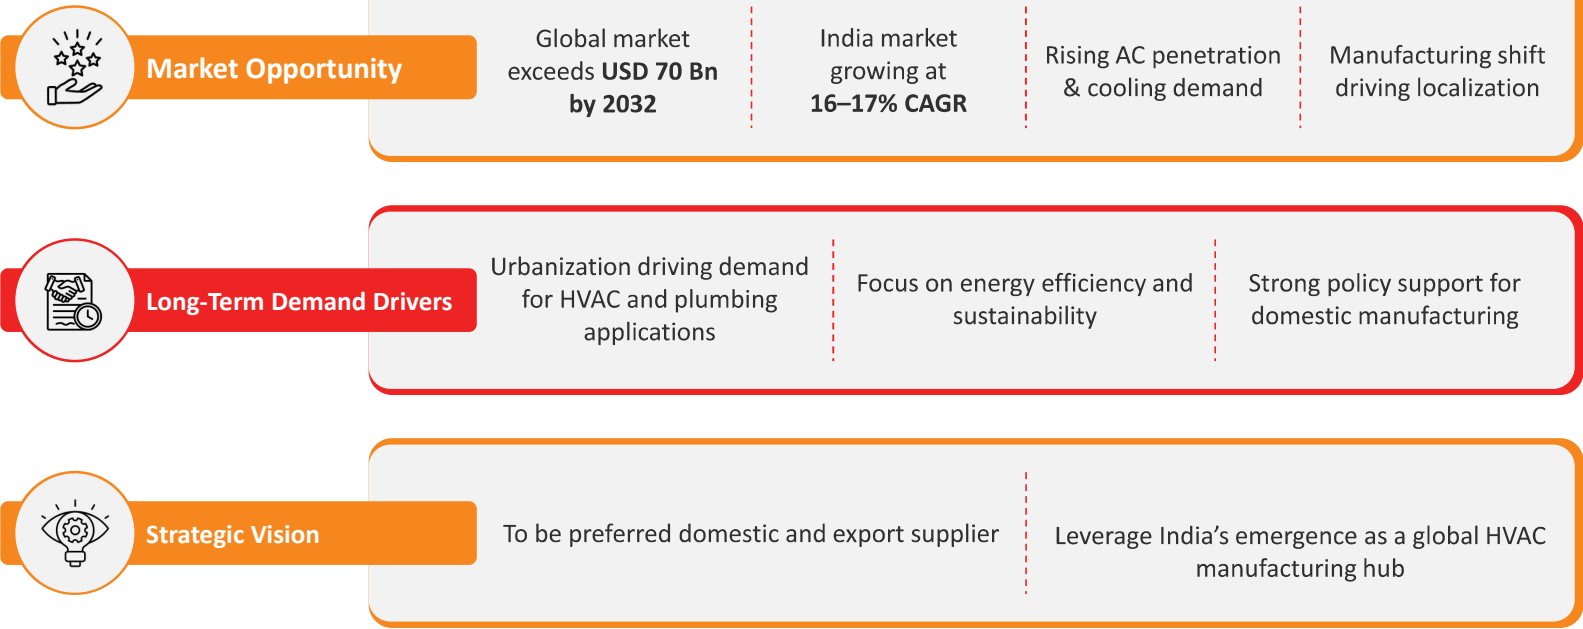 Market Opportunity
Global market
exceeds USD 70 Bn
by 2032
India market
growing at
16–17% CAGR
Rising AC penetration
& cooling demand
Manufacturing shift
driving localization
Long-Term Demand Drivers
Urbanization driving demand
for HVAC and plumbing
applications
Focus on energy efficiency and
sustainability
Strong policy support for
domestic manufacturing
Strategic Vision
To be preferred domestic and export supplier
Leverage India’s emergence as a global HVAC
manufacturing hub